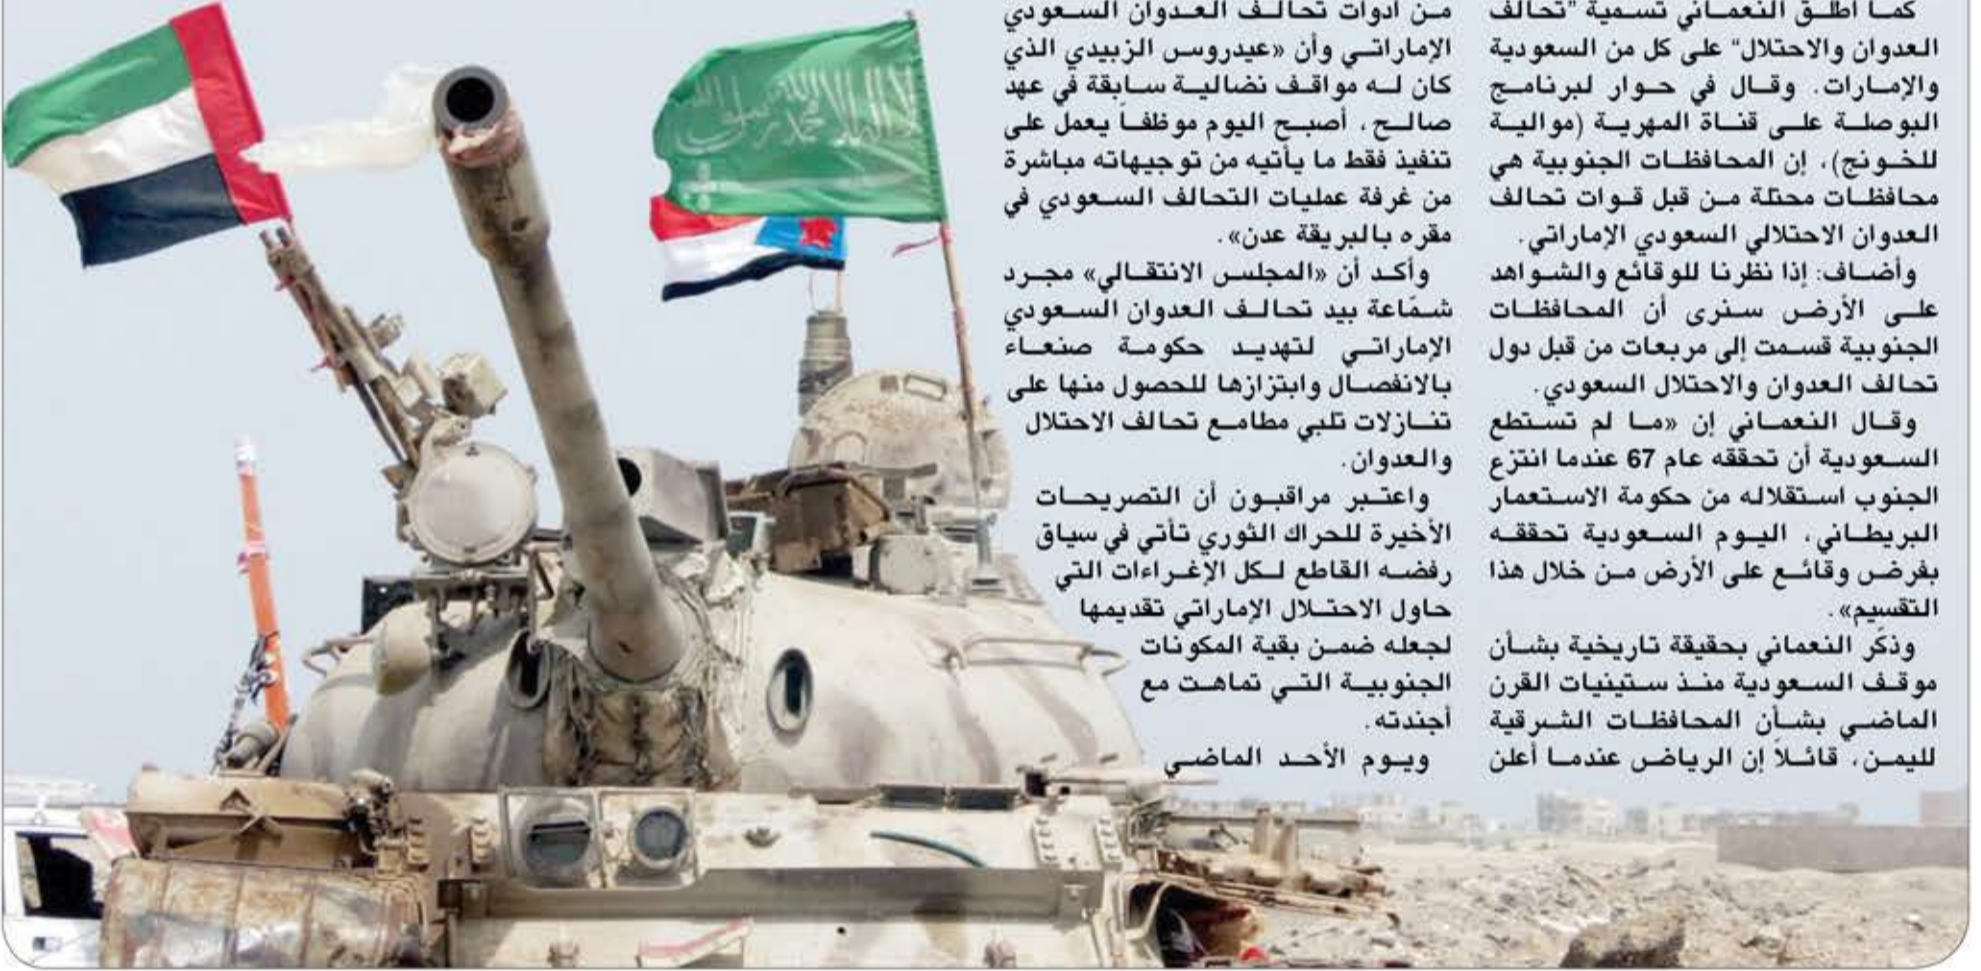 كما أطلق النعماني تسمية "تحالف
العدوان والاحتلال" على كل من السعودية
والإمارات. وقال في حوار لبرنامج
البوصلة على قناة المهرية (موالية
للخونج)، إن المحافظات الجنوبية هي
محافظات محتلة من قبل قوات تحالف
العدوان الاحتلالي السعودي الإماراتي.
وأضاف: إذا نظرنا للوقائع والشواهد
على الأرض سنرى أن المحافظات
الجنوبية قسمت إلى مربعات من قبل دول
تحالف العدوان والاحتلال السعودي.
وقال النعماني إن «ما لم تستطع
السعودية أن تحققه عام 67 عندما انتزع
الجنوب استقلاله من حكومة الاستعمار
البريطاني، اليوم السعودية تحققه
بفرض وقائع على الأرض من خلال هذا
التقسيم».
وذكّر النعماني بحقيقة تاريخية بشأن
موقف السعودية منذ ستينيات القرن
الماضي بشأن المحافظات الشرقية
لليمن، قائلاً إن الرياض عندما أعلن
من أدوات تحالف العدوان السعودي
الإماراتي وأن «عيدروس الزبيدي الذي
كان له مواقف نضالية سابقة في عهد
صالح، أصبح اليوم موظفاً يعمل على
تنفيذ فقط ما يأتيه من توجيهاته مباشرة
من غرفة عمليات التحالف السعودي في
مقره بالبريقة عدن».
وأكد أن «المجلس الانتقالي» مجرد
شمّاعة بيد تحالف العدوان السعودي
الإماراتي لتهديد حكومة صنعاء
بالانفصال وابتزازها للحصول منها على
تنازلات تلبي مطامع تحالف الاحتلال
والعدوان.
واعتبر مراقبون أن التصريحات
الأخيرة للحراك الثوري تأتي في سياق
رفضه القاطع لكل الإغراءات التي
حاول الاحتلال الإماراتي تقديمها
لجعله ضمن بقية المكونات
الجنوبية التي تماهت مع
أجندته.
ويوم الأحد الماضي
لا إله إلا الله محمد رسول الله